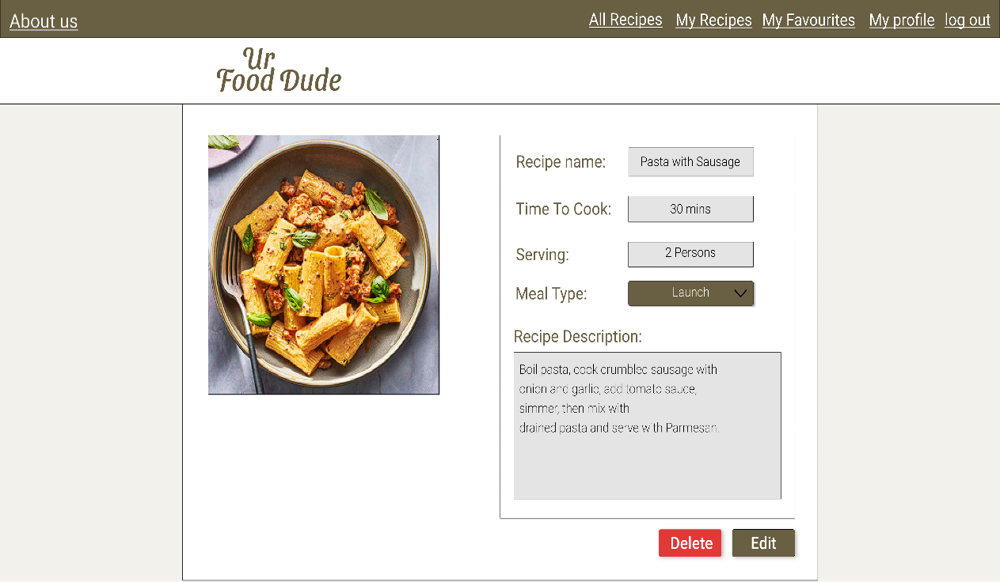 About us
All Recipes My Recipes My Favourites My profile log out
Ur
Food Dude
Recipe name: Pasta with Sausage
Time To Cook: 30 mins
Serving: 2 Persons
Meal Type: Launch
Recipe Description:
Boil pasta, cook crumbled sausage with
onion and garlic, add tomato sauce,
simmer, then mix with
drained pasta and serve with Parmesan.
Delete Edit